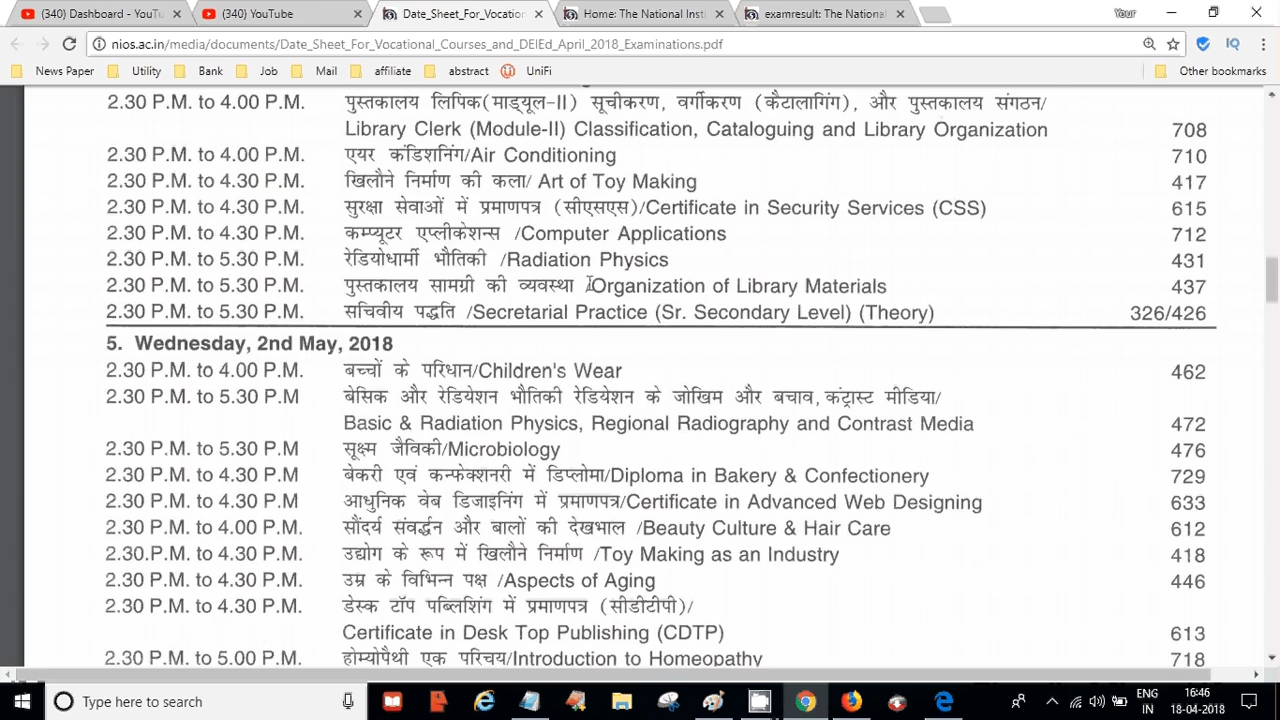 (340) Dashboard - YouTu
(340) YouTube
Date_Sheet_For_Vocation
Home: The National Insti
examresult: The National
Your
nios.ac.in/media/documents/Date_Sheet_For_Vocational_Courses_and_DElEd_April_2018_Examinations.pdf
News Paper Utility Bank Job Mail affiliate abstract UniFi Other bookmarks
2.30 P.M. to 4.00 P.M. पुस्तकालय लिपिक(माड्यूल-II) सूचीकरण, वर्गीकरण (कैटालागिंग), और पुस्तकालय संगठन/
Library Clerk (Module-II) Classification, Cataloguing and Library Organization 708
2.30 P.M. to 4.00 P.M. एयर कंडिशनिंग/Air Conditioning 710
2.30 P.M. to 4.30 P.M. खिलौने निर्माण की कला/ Art of Toy Making 417
2.30 P.M. to 4.30 P.M. सुरक्षा सेवाओं में प्रमाणपत्र (सीएसएस)/Certificate in Security Services (CSS) 615
2.30 P.M. to 4.30 P.M. कम्प्यूटर एप्लीकेशन्स /Computer Applications 712
2.30 P.M. to 5.30 P.M. रेडियोधार्मी भौतिकी /Radiation Physics 431
2.30 P.M. to 5.30 P.M. पुस्तकालय सामग्री की व्यवस्था /Organization of Library Materials 437
2.30 P.M. to 5.30 P.M. सचिवीय पद्धति /Secretarial Practice (Sr. Secondary Level) (Theory) 326/426
5. Wednesday, 2nd May, 2018
2.30 P.M. to 4.00 P.M. बच्चों के परिधान/Children's Wear 462
2.30 P.M. to 5.30 P.M बेसिक और रेडियेशन भौतिकी रेडियेशन के जोखिम और बचाव, कंट्रास्ट मीडिया/
Basic & Radiation Physics, Regional Radiography and Contrast Media 472
2.30 P.M. to 5.30 P.M सूक्ष्म जैविकी/Microbiology 476
2.30 P.M. to 4.30 P.M. बेकरी एवं कन्फेक्शनरी में डिप्लोमा/Diploma in Bakery & Confectionery 729
2.30 P.M. to 4.30 P.M. आधुनिक वेब डिजाइनिंग में प्रमाणपत्र/Certificate in Advanced Web Designing 633
2.30 P.M. to 4.00 P.M. सौंदर्य संवर्द्धन और बालों की देखभाल /Beauty Culture & Hair Care 612
2.30.P.M. to 4.30 P.M. उद्योग के रूप में खिलौने निर्माण /Toy Making as an Industry 418
2.30 P.M. to 4.30 P.M. उम्र के विभिन्न पक्ष /Aspects of Aging 446
2.30 P.M. to 4.30 P.M. डेस्क टॉप पब्लिशिंग में प्रमाणपत्र (सीडीटीपी)/
Certificate in Desk Top Publishing (CDTP) 613
2.30 P.M. to 5.00 P.M होम्योपैथी एक परिचय/Introduction to Homeopathy 718
Type here to search
ENG 16:46
IN 18-04-2018